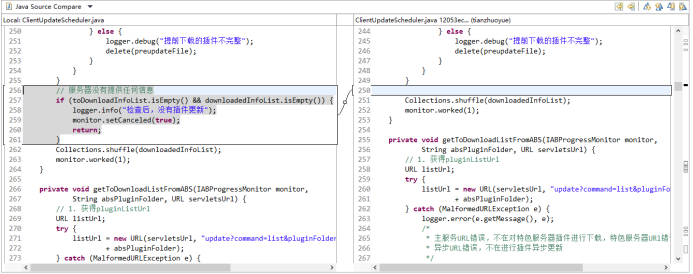 Java Source Compare
Local: ClientUpdateScheduler.java
250 } else {
251 logger.debug("提前下载的插件不完整");
252 delete(preupdateFile);
253 }
254 }
255 }
256 // 服务器没有提供任何信息
257 if (toDownloadInfoList.isEmpty() && downloadedInfoList.isEmpty()) {
258 logger.info("检查后，没有插件更新");
259 monitor.setCanceled(true);
260 return;
261 }
262 Collections.shuffle(downloadedInfoList);
263 monitor.worked(1);
264 }
265
266 private void getToDownloadListFromABS(IABProgressMonitor monitor,
267 String absPluginFolder, URL servletsUrl) {
268 // 1. 获得pluginListUrl
269 URL listUrl;
270 try {
271 listUrl = new URL(servletsUrl, "update?command=list&pluginFolder
272 + absPluginFolder);
273 } catch (MalformedURLException e) {
ClientUpdateScheduler.java 12053ec... (tianzhuoyue)
244 } else {
245 logger.debug("提前下载的插件不完整");
246 delete(preupdateFile);
247 }
248 }
249 }
250
251 Collections.shuffle(downloadedInfoList);
252 monitor.worked(1);
253 }
254
255 private void getToDownloadListFromABS(IABProgressMonitor monitor,
256 String absPluginFolder, URL servletsUrl) {
257 // 1. 获得pluginListUrl
258 URL listUrl;
259 try {
260 listUrl = new URL(servletsUrl, "update?command=list&pluginFo
261 + absPluginFolder);
262 } catch (MalformedURLException e) {
263 logger.error(e.getMessage(), e);
264 /*
265 * 主服务URL错误，不在对特色服务器插件进行下载，特色服务器URL错误
266 * 异步URL错误，不在进行插件异步更新
267 */